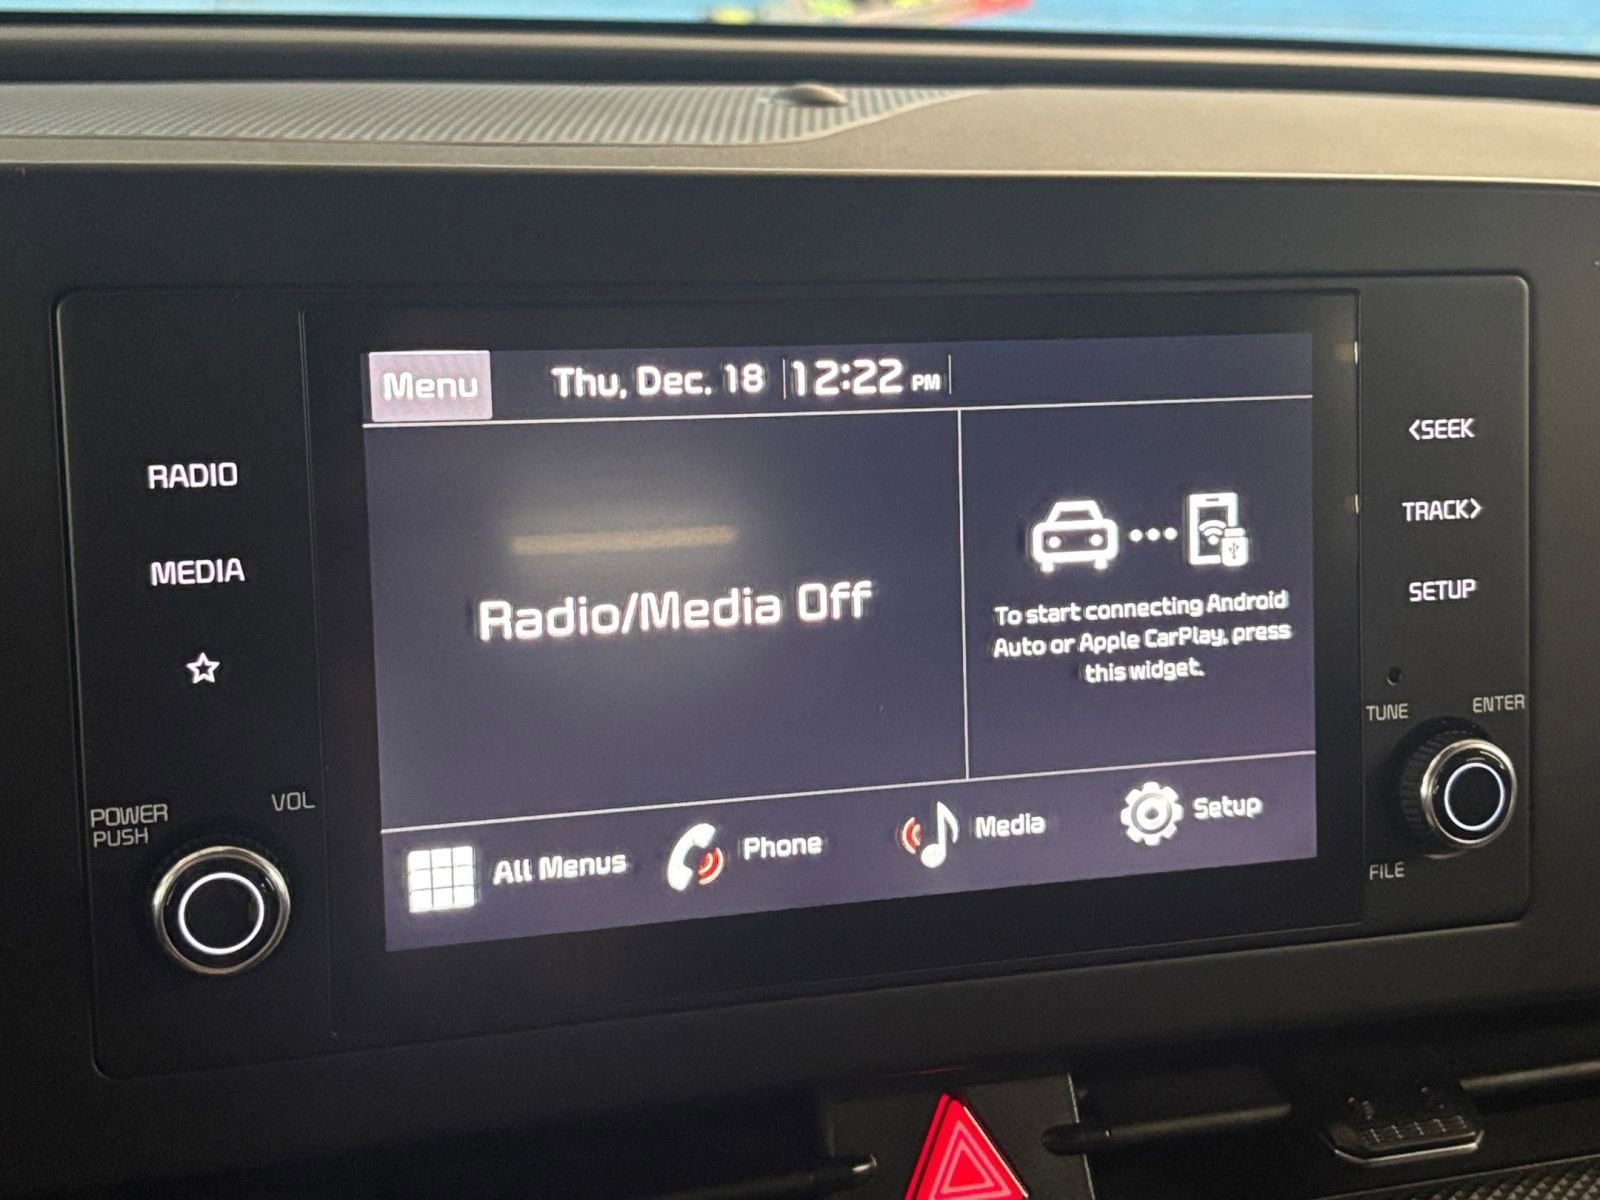 Menu
Thu, Dec. 18
12:22 PM
RADIO
MEDIA
Radio/Media Off
To start connecting Android
Auto or Apple CarPlay, press
this widget.
<SEEK
TRACK>
SETUP
TUNE
ENTER
FILE
POWER
PUSH
VOL
All Menus
Phone
Media
Setup